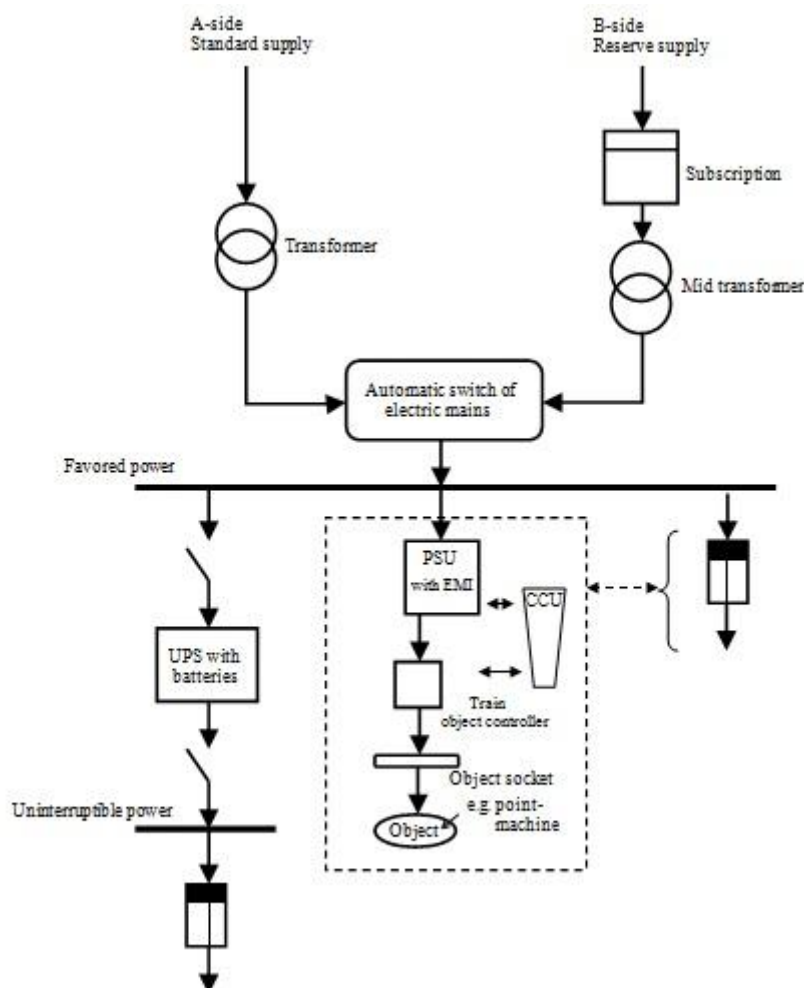 A-side
Standard supply
B-side
Reserve supply
Subscription
Transformer
Mid transformer
Automatic switch of
electric mains
Favored power
PSU
with EMI
CCU
UPS with
batteries
Train
object controller
Object socket
e.g. point-
machine
Uninterruptible power
Object